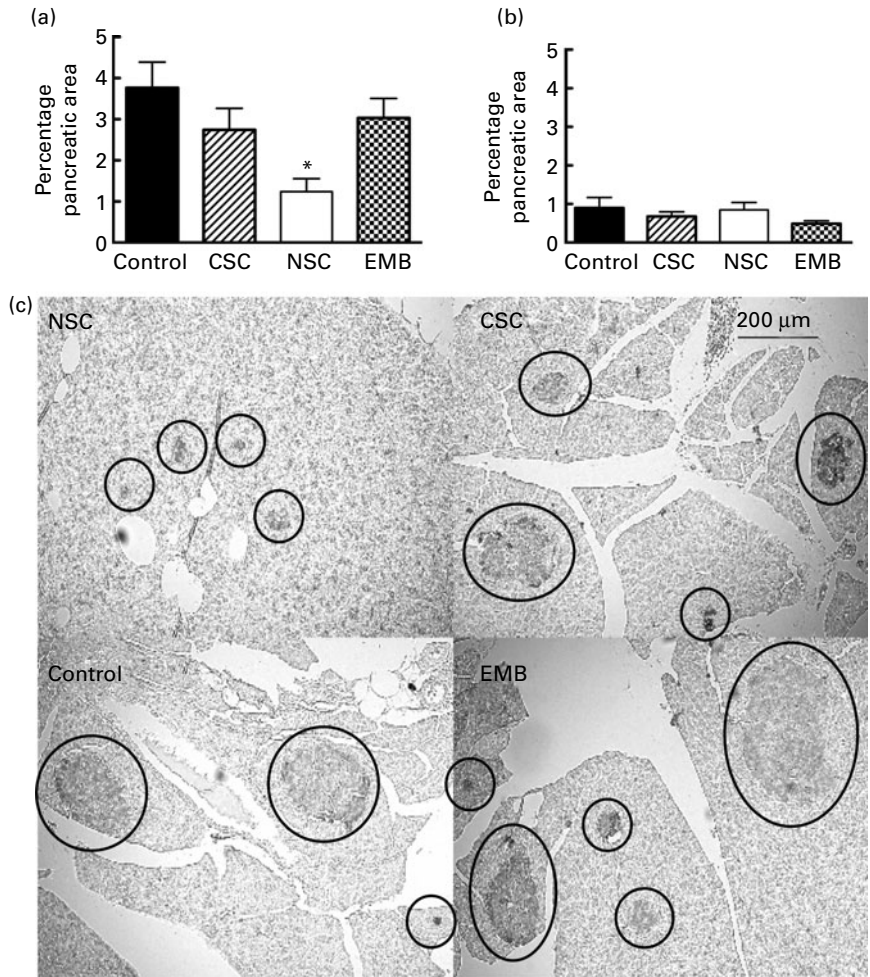 (a)
Percentage
pancreatic area
5
4
3
2
1
0
*
Control CSC NSC EMB
(b)
Percentage
pancreatic area
5
4
3
2
1
0
Control CSC NSC EMB
(c)
NSC
CSC
200 μm
Control
EMB